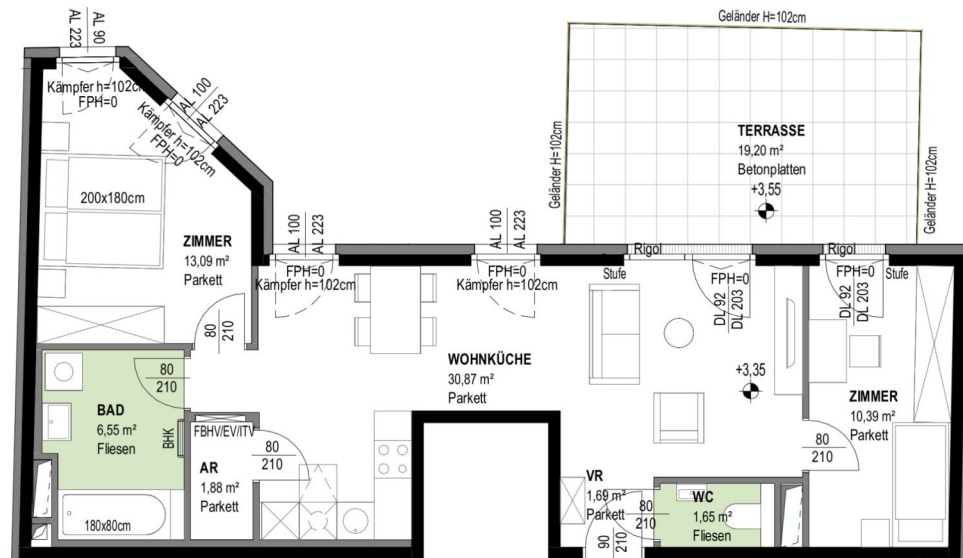 Geländer H=102cm
AL 90
AL 223
Kämpfer h=102cm
FPH=0
AL 100
AL 223
Kämpfer h=102cm
FPH=0
Geländer H=102cm
TERRASSE
19,20 m²
Betonplatten
+3,55
Geländer H=102cm
200x180cm
ZIMMER
13,09 m²
Parkett
AL 100
AL 223
FPH=0
Kämpfer h=102cm
AL 100
AL 223
FPH=0
Kämpfer h=102cm
Rigol
Stufe
FPH=0
DL 92
DL 203
Rigol
FPH=0
Stufe
DL 92
DL 203
80
210
80
210
WOHNKÜCHE
30,87 m²
Parkett
+3,35
ZIMMER
10,39 m²
Parkett
80
210
BAD
6,55 m²
Fliesen
BHK
FBHV/EV/ITV
80
210
AR
1,88 m²
Parkett
180x80cm
VR
1,69 m²
Parkett
80
210
WC
1,65 m²
Fliesen
90
210